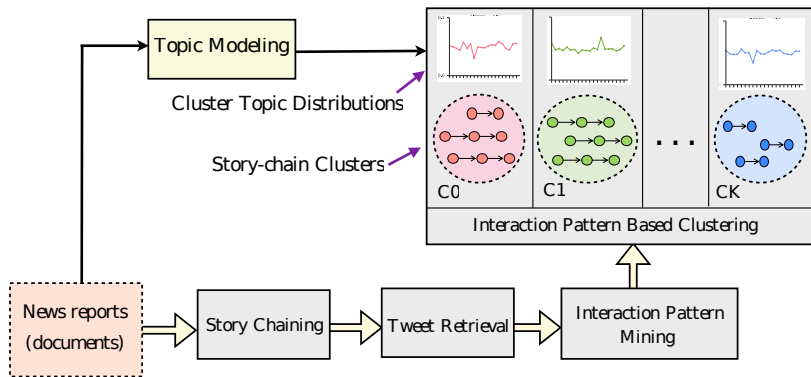 Topic Modeling
Cluster Topic Distributions
Story-chain Clusters
C0
C1
...
CK
Interaction Pattern Based Clustering
News reports
(documents)
Story Chaining
Tweet Retrieval
Interaction Pattern
Mining